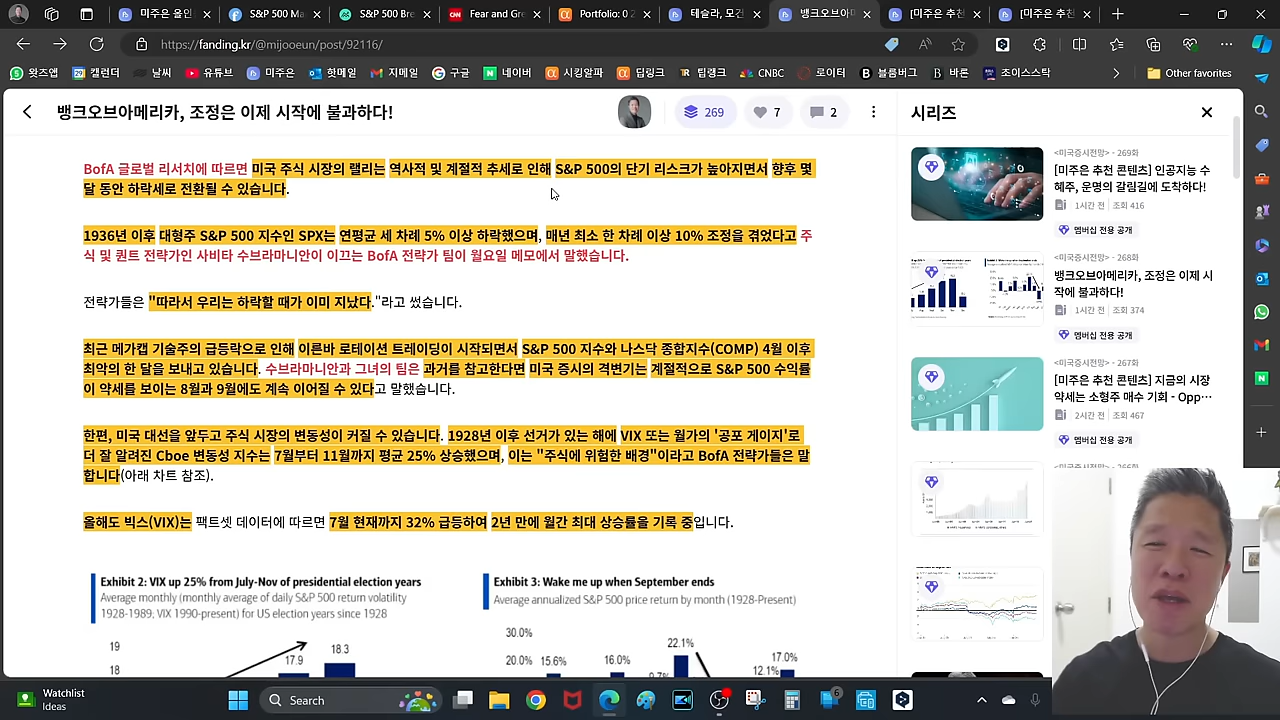 미주은 올인
S&P 500 Ma
S&P 500 Bre
Fear and Gre
Portfolio: 0 2
테슬라, 모건
뱅크오브아마
[미주은 추천
[미주은 추천
https://fanding.kr/@mijooeun/post/92116/
왓츠앱
캘린더
날씨
유튜브
미주은
핫메일
지메일
구글
네이버
시킹알파
딥링크
팁랭크
CNBC
로이터
블룸버그
바론
조이스스탁
Other favorites
뱅크오브아메리카, 조정은 이제 시작에 불과하다!
269
7
2
BofA 글로벌 리서치에 따르면 미국 주식 시장의 랠리는 역사적 및 계절적 추세로 인해 S&P 500의 단기 리스크가 높아지면서 향후 몇
달 동안 하락세로 전환될 수 있습니다.
1936년 이후 대형주 S&P 500 지수인 SPX는 연평균 세 차례 5% 이상 하락했으며, 매년 최소 한 차례 이상 10% 조정을 겪었다고 주
식 및 퀀트 전략가인 사비타 수브라마니안이 이끄는 BofA 전략가 팀이 월요일 메모에서 말했습니다.
전략가들은 "따라서 우리는 하락할 때가 이미 지났다."라고 썼습니다.
최근 메가캡 기술주의 급등락으로 인해 이른바 로테이션 트레이딩이 시작되면서 S&P 500 지수와 나스닥 종합지수(COMP) 4월 이후
최악의 한 달을 보내고 있습니다. 수브라마니안과 그녀의 팀은 과거를 참고한다면 미국 증시의 격변기는 계절적으로 S&P 500 수익률
이 약세를 보이는 8월과 9월에도 계속 이어질 수 있다고 말했습니다.
한편, 미국 대선을 앞두고 주식 시장의 변동성이 커질 수 있습니다. 1928년 이후 선거가 있는 해에 VIX 또는 월가의 '공포 게이지'로
더 잘 알려진 Cboe 변동성 지수는 7월부터 11월까지 평균 25% 상승했으며, 이는 "주식에 위험한 배경"이라고 BofA 전략가들은 말
합니다(아래 차트 참조).
올해도 빅스(VIX)는 팩트셋 데이터에 따르면 7월 현재까지 32% 급등하여 2년 만에 월간 최대 상승률을 기록 중입니다.
Exhibit 2: VIX up 25% from July-Nov of presidential election years
Average monthly (monthly average of daily S&P 500 return volatility
1928-1989, VIX 1990-present) for US election years since 1928
19
18
17.9
18.3
Exhibit 3: Wake me up when September ends
Average annualized S&P 500 price return by month (1928-Present)
30.0%
20.0%
15.6%
16.0%
9.7%
22.1%
12.1%
17.0%
시리즈
<미국증시전망> - 269화
[미주은 추천 콘텐츠] 인공지능 수
혜주, 운명의 갈림길에 도착하다!
1시간 전 | 조회 416
멤버십 전용 공개
<미국증시전망> - 268화
뱅크오브아메리카, 조정은 이제 시
작에 불과하다!
1시간 전 | 조회 374
멤버십 전용 공개
<미국증시전망> - 267화
[미주은 추천 콘텐츠] 지금의 시장
약세는 소형주 매수 기회 - Opp…
2시간 전 | 조회 467
멤버십 전용 공개
Watchlist
Ideas
Search
6